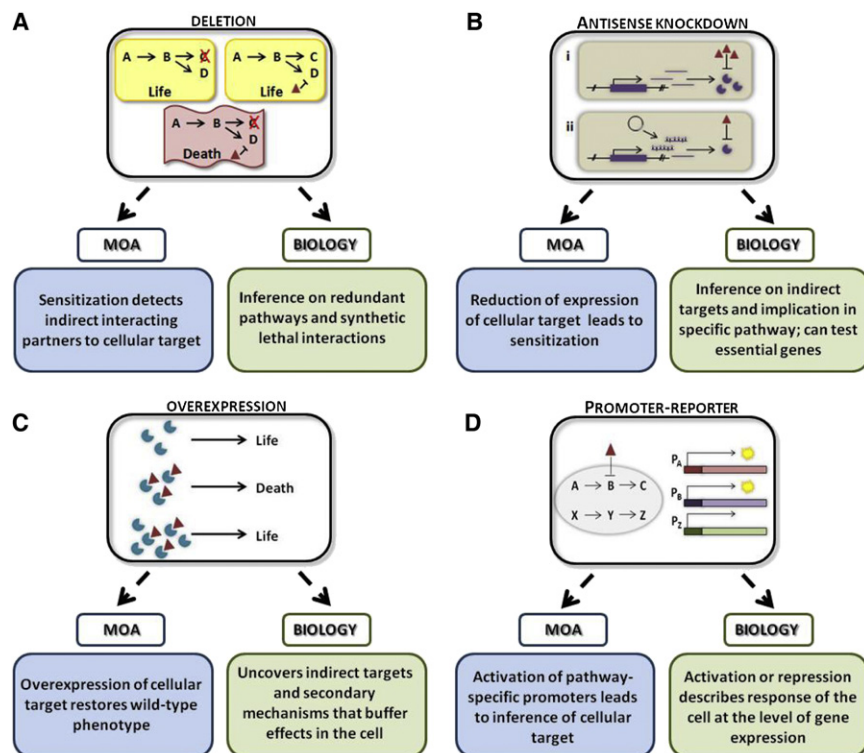 A
DELETION
A B C D
Life
A B C D
Life
A B C D
Death
MOA
BIOLOGY
Sensitization detects
indirect interacting
partners to cellular target
Inference on redundant
pathways and synthetic
lethal interactions
B
ANTISENSE KNOCKDOWN
i
ii
MOA
BIOLOGY
Reduction of expression
of cellular target leads to
sensitization
Inference on indirect
targets and implication in
specific pathway; can test
essential genes
C
OVEREXPRESSION
Life
Death
Life
MOA
BIOLOGY
Overexpression of cellular
target restores wild-type
phenotype
Uncovers indirect targets
and secondary
mechanisms that buffer
effects in the cell
D
PROMOTER-REPORTER
A B C
X Y Z
PA
PB
PZ
MOA
BIOLOGY
Activation of pathway-
specific promoters leads
to inference of cellular
target
Activation or repression
describes response of the
cell at the level of gene
expression